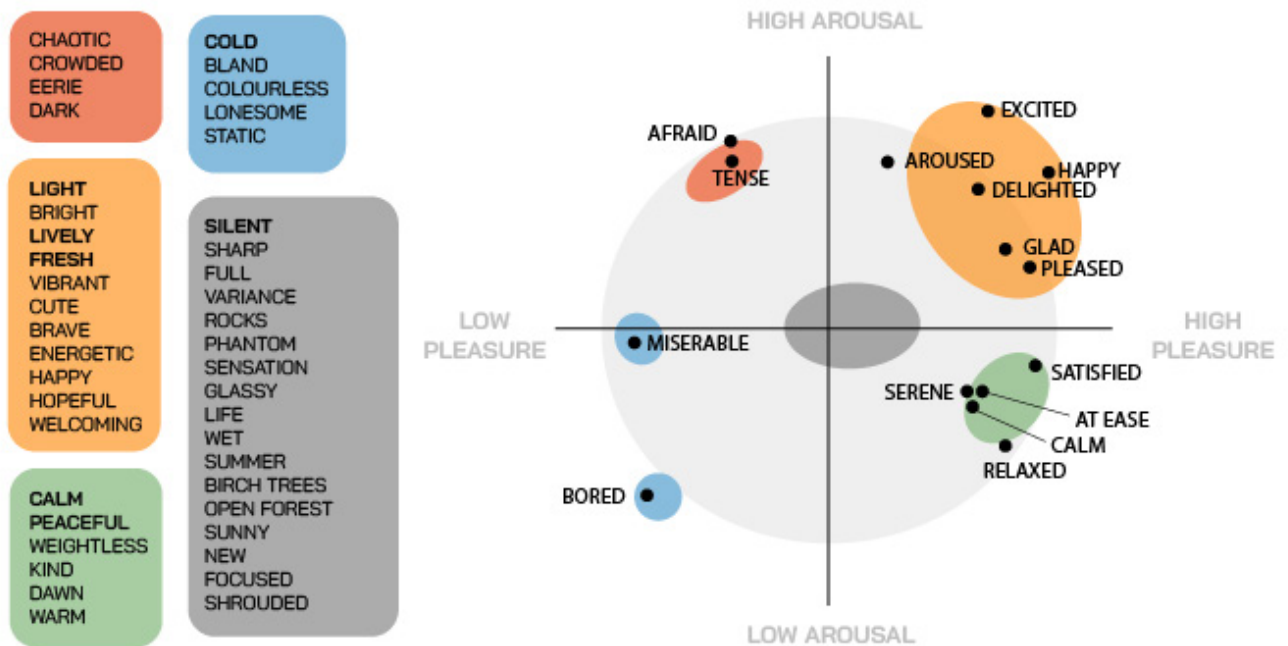 CHAOTIC
CROWDED
EERIE
DARK
COLD
BLAND
COLOURLESS
LONESOME
STATIC
LIGHT
BRIGHT
LIVELY
FRESH
VIBRANT
CUTE
BRAVE
ENERGETIC
HAPPY
HOPEFUL
WELCOMING
SILENT
SHARP
FULL
VARIANCE
ROCKS
PHANTOM
SENSATION
GLASSY
LIFE
WET
SUMMER
BIRCH TREES
OPEN FOREST
SUNNY
NEW
FOCUSED
SHROUDED
CALM
PEACEFUL
WEIGHTLESS
KIND
DAWN
WARM
HIGH AROUSAL
EXCITED
AFRAID
AROUSED
HAPPY
TENSE
DELIGHTED
GLAD
PLEASED
LOW
PLEASURE
HIGH
PLEASURE
MISERABLE
SATISFIED
SERENE
AT EASE
CALM
RELAXED
BORED
LOW AROUSAL